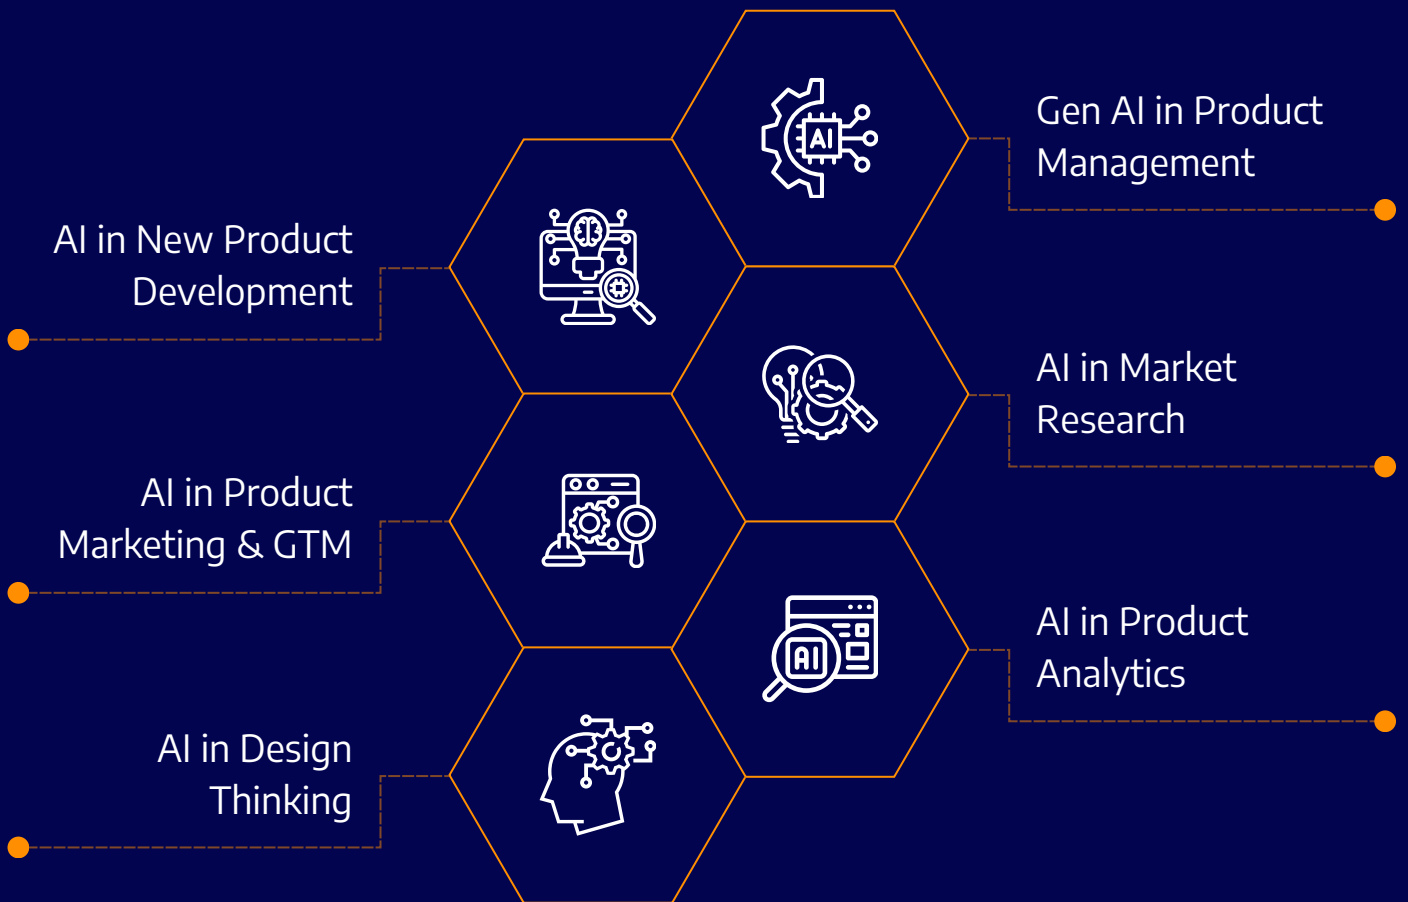 Gen AI in Product
Management
AI
AI in New Product
Development
AI in Market
Research
AI in Product
Marketing & GTM
AI in Product
Analytics
AI
AI in Design
Thinking